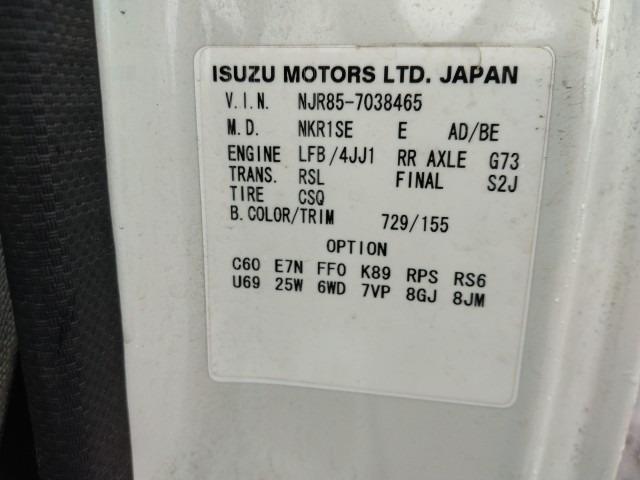 ISUZU MOTORS LTD. JAPAN
V.I.N. NJR85-7038465
M.D. NKR1SE E AD/BE
ENGINE LFB/4JJ1 RR AXLE G73
TRANS. RSL FINAL S2J
TIRE CSQ
B.COLOR/TRIM 729/155
OPTION
C60 E7N FF0 K89 RPS RS6
U69 25W 6WD 7VP 8GJ 8JM